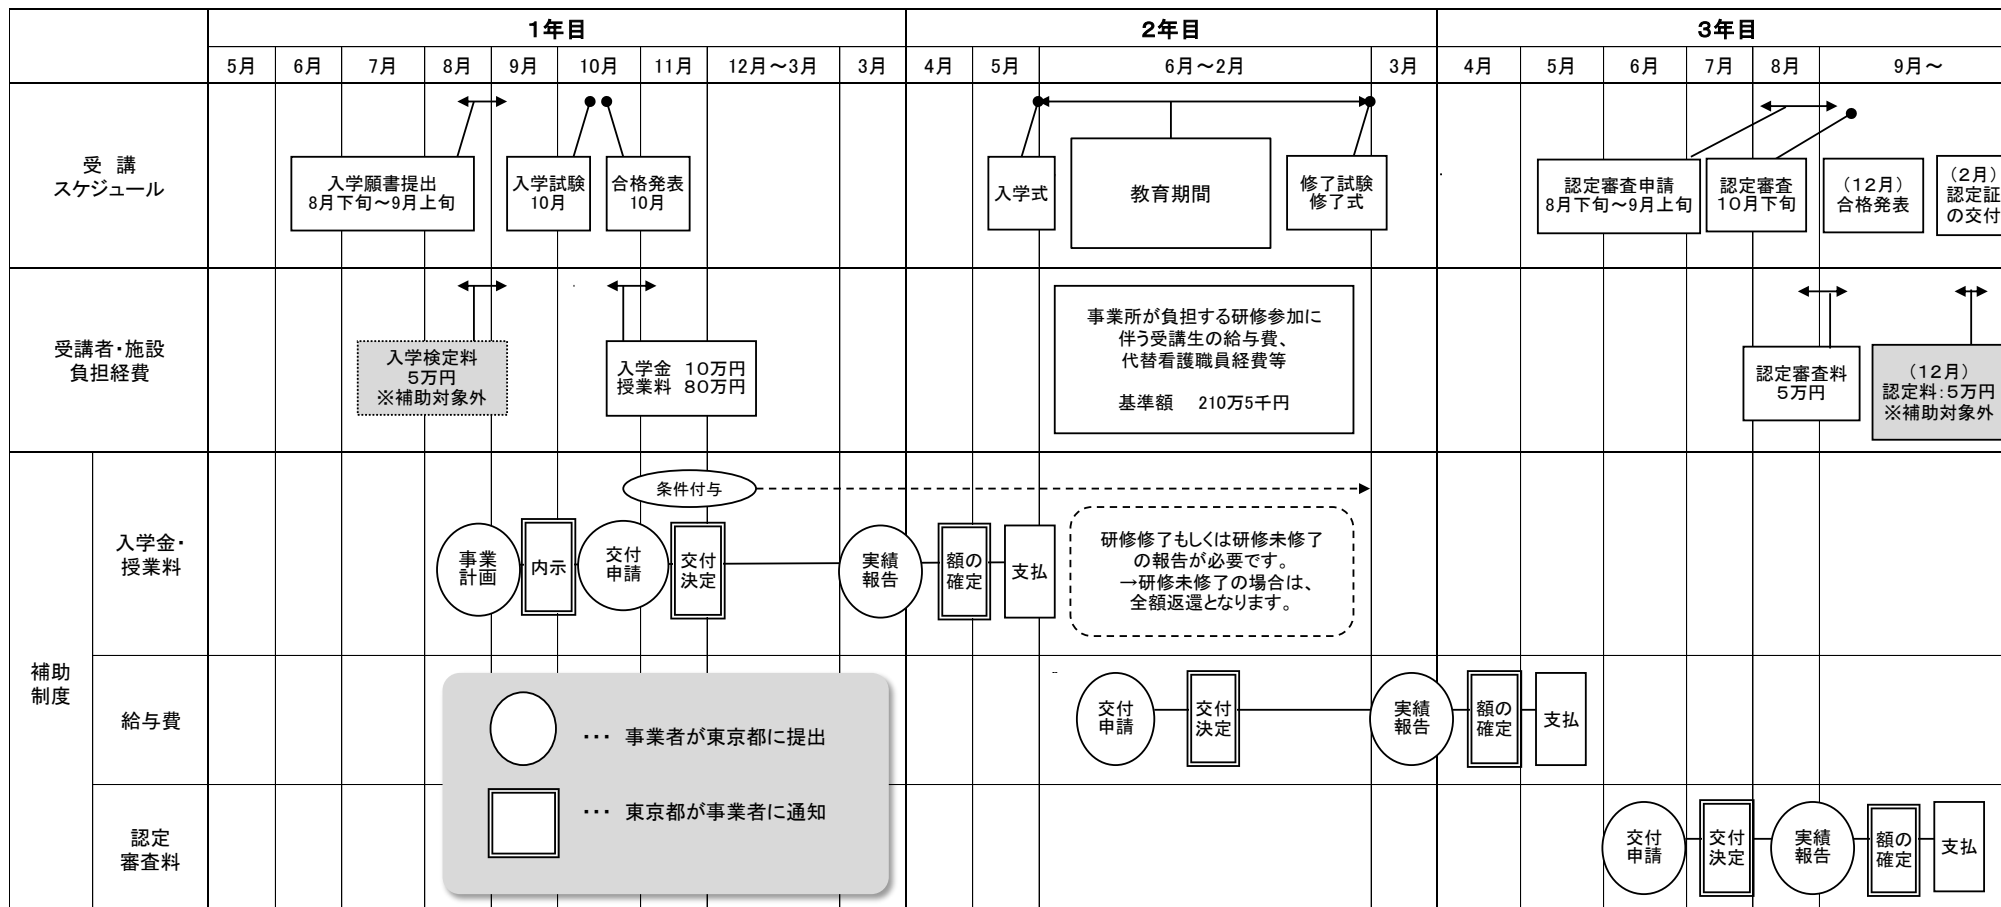 1年目
2年目
3年目
5月
6月
7月
8月
9月
10月
11月
12月～3月
3月
4月
5月
6月～2月
3月
4月
5月
6月
7月
8月
9月～
受　講
スケジュール
入学願書提出
8月下旬～9月上旬
入学試験
10月
合格発表
10月
入学式
教育期間
修了試験
修了式
認定審査申請
8月下旬～9月上旬
認定審査
10月下旬
（12月）
合格発表
（2月）
認定証
の交付
受講者・施設
負担経費
入学検定料
5万円
※補助対象外
入学金　10万円
授業料　80万円
事業所が負担する研修参加に
伴う受講生の給与費、
代替看護職員経費等
基準額　　210万5千円
認定審査料
5万円
（12月）
認定料：5万円
※補助対象外
補助
制度
入学金・
授業料
条件付与
事業
計画
内示
交付
申請
交付
決定
実績
報告
額の
確定
支払
研修修了もしくは研修未修了
の報告が必要です。
→研修未修了の場合は、
全額返還となります。
給与費
交付
申請
交付
決定
実績
報告
額の
確定
支払
…　事業者が東京都に提出
…　東京都が事業者に通知
認定
審査料
交付
申請
交付
決定
実績
報告
額の
確定
支払